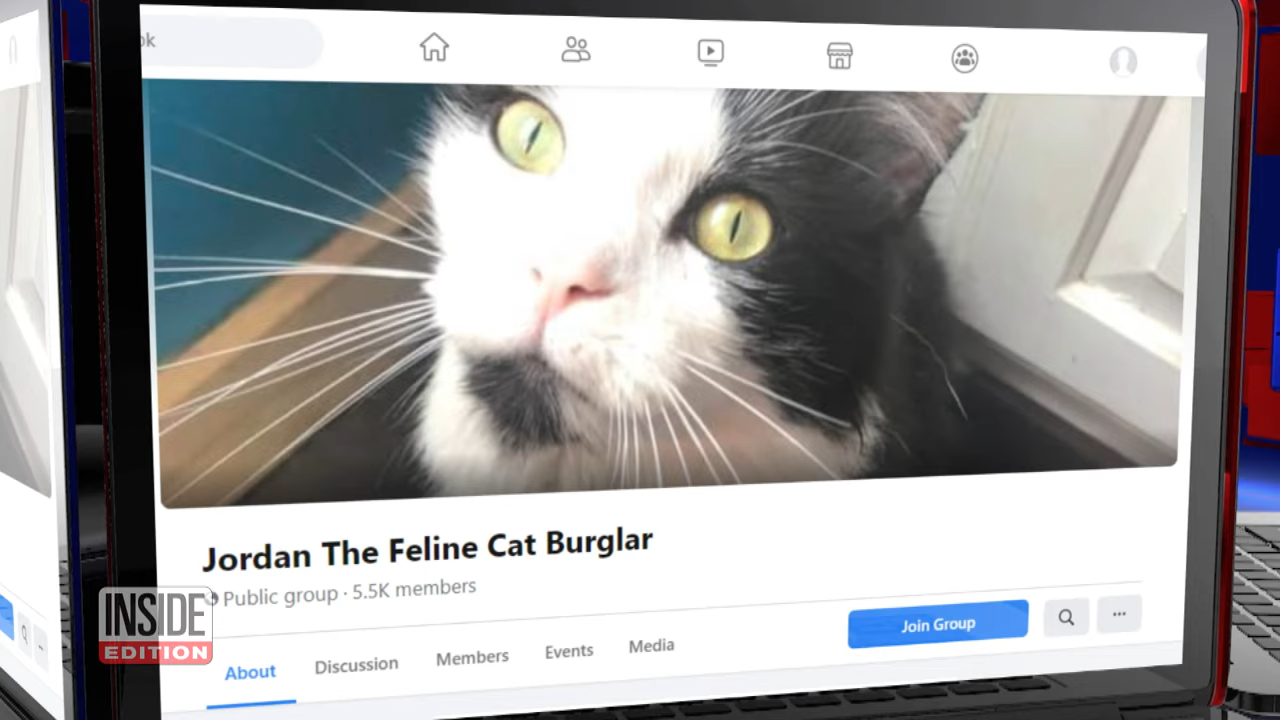 ok
Jordan The Feline Cat Burglar
Public group · 5.5K members
Join Group
About
Discussion
Members
Events
Media
INSIDE
EDITION